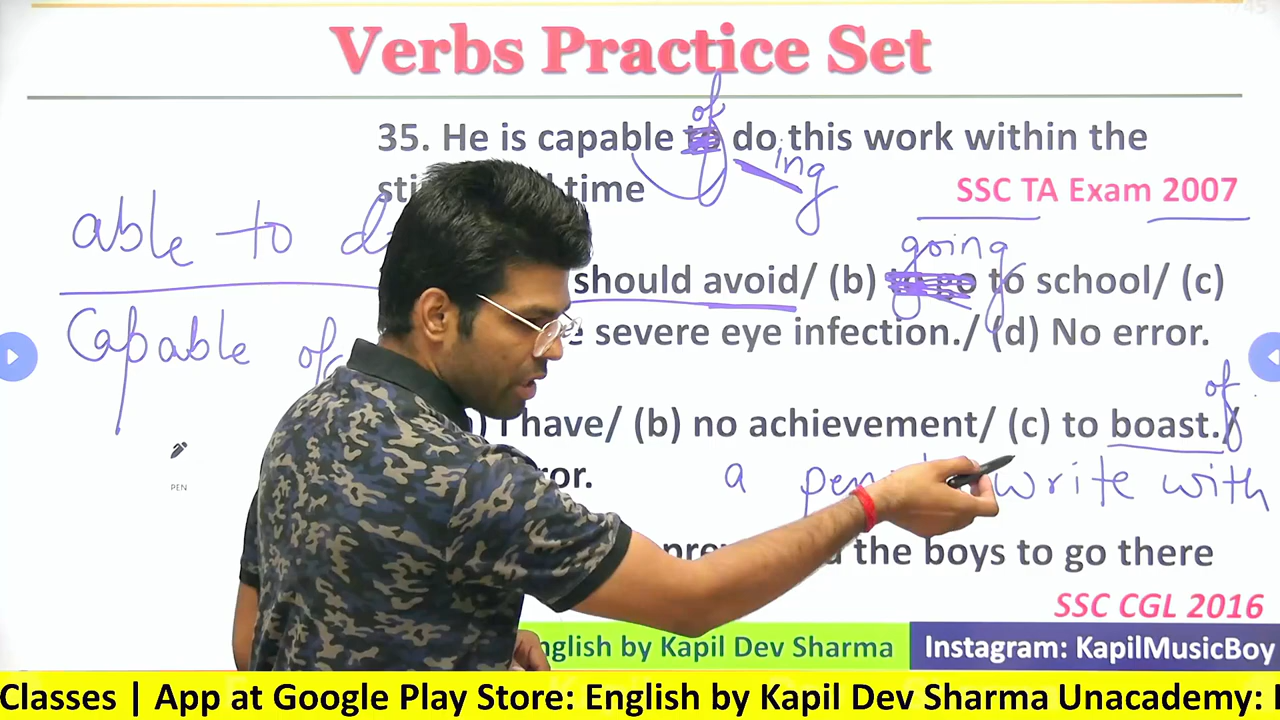 Verbs Practice Set
35. He is capable to do this work within the
of
ing
time
SSC TA Exam 2007
able to
going
should avoid/ (b) to go to school/ (c)
severe eye infection./ (d) No error.
Capable of
of
have/ (b) no achievement/ (c) to boast./
PEN
a write with
the boys to go there
SSC CGL 2016
English by Kapil Dev Sharma
Instagram: KapilMusicBoy
Classes | App at Google Play Store: English by Kapil Dev Sharma Unacademy: